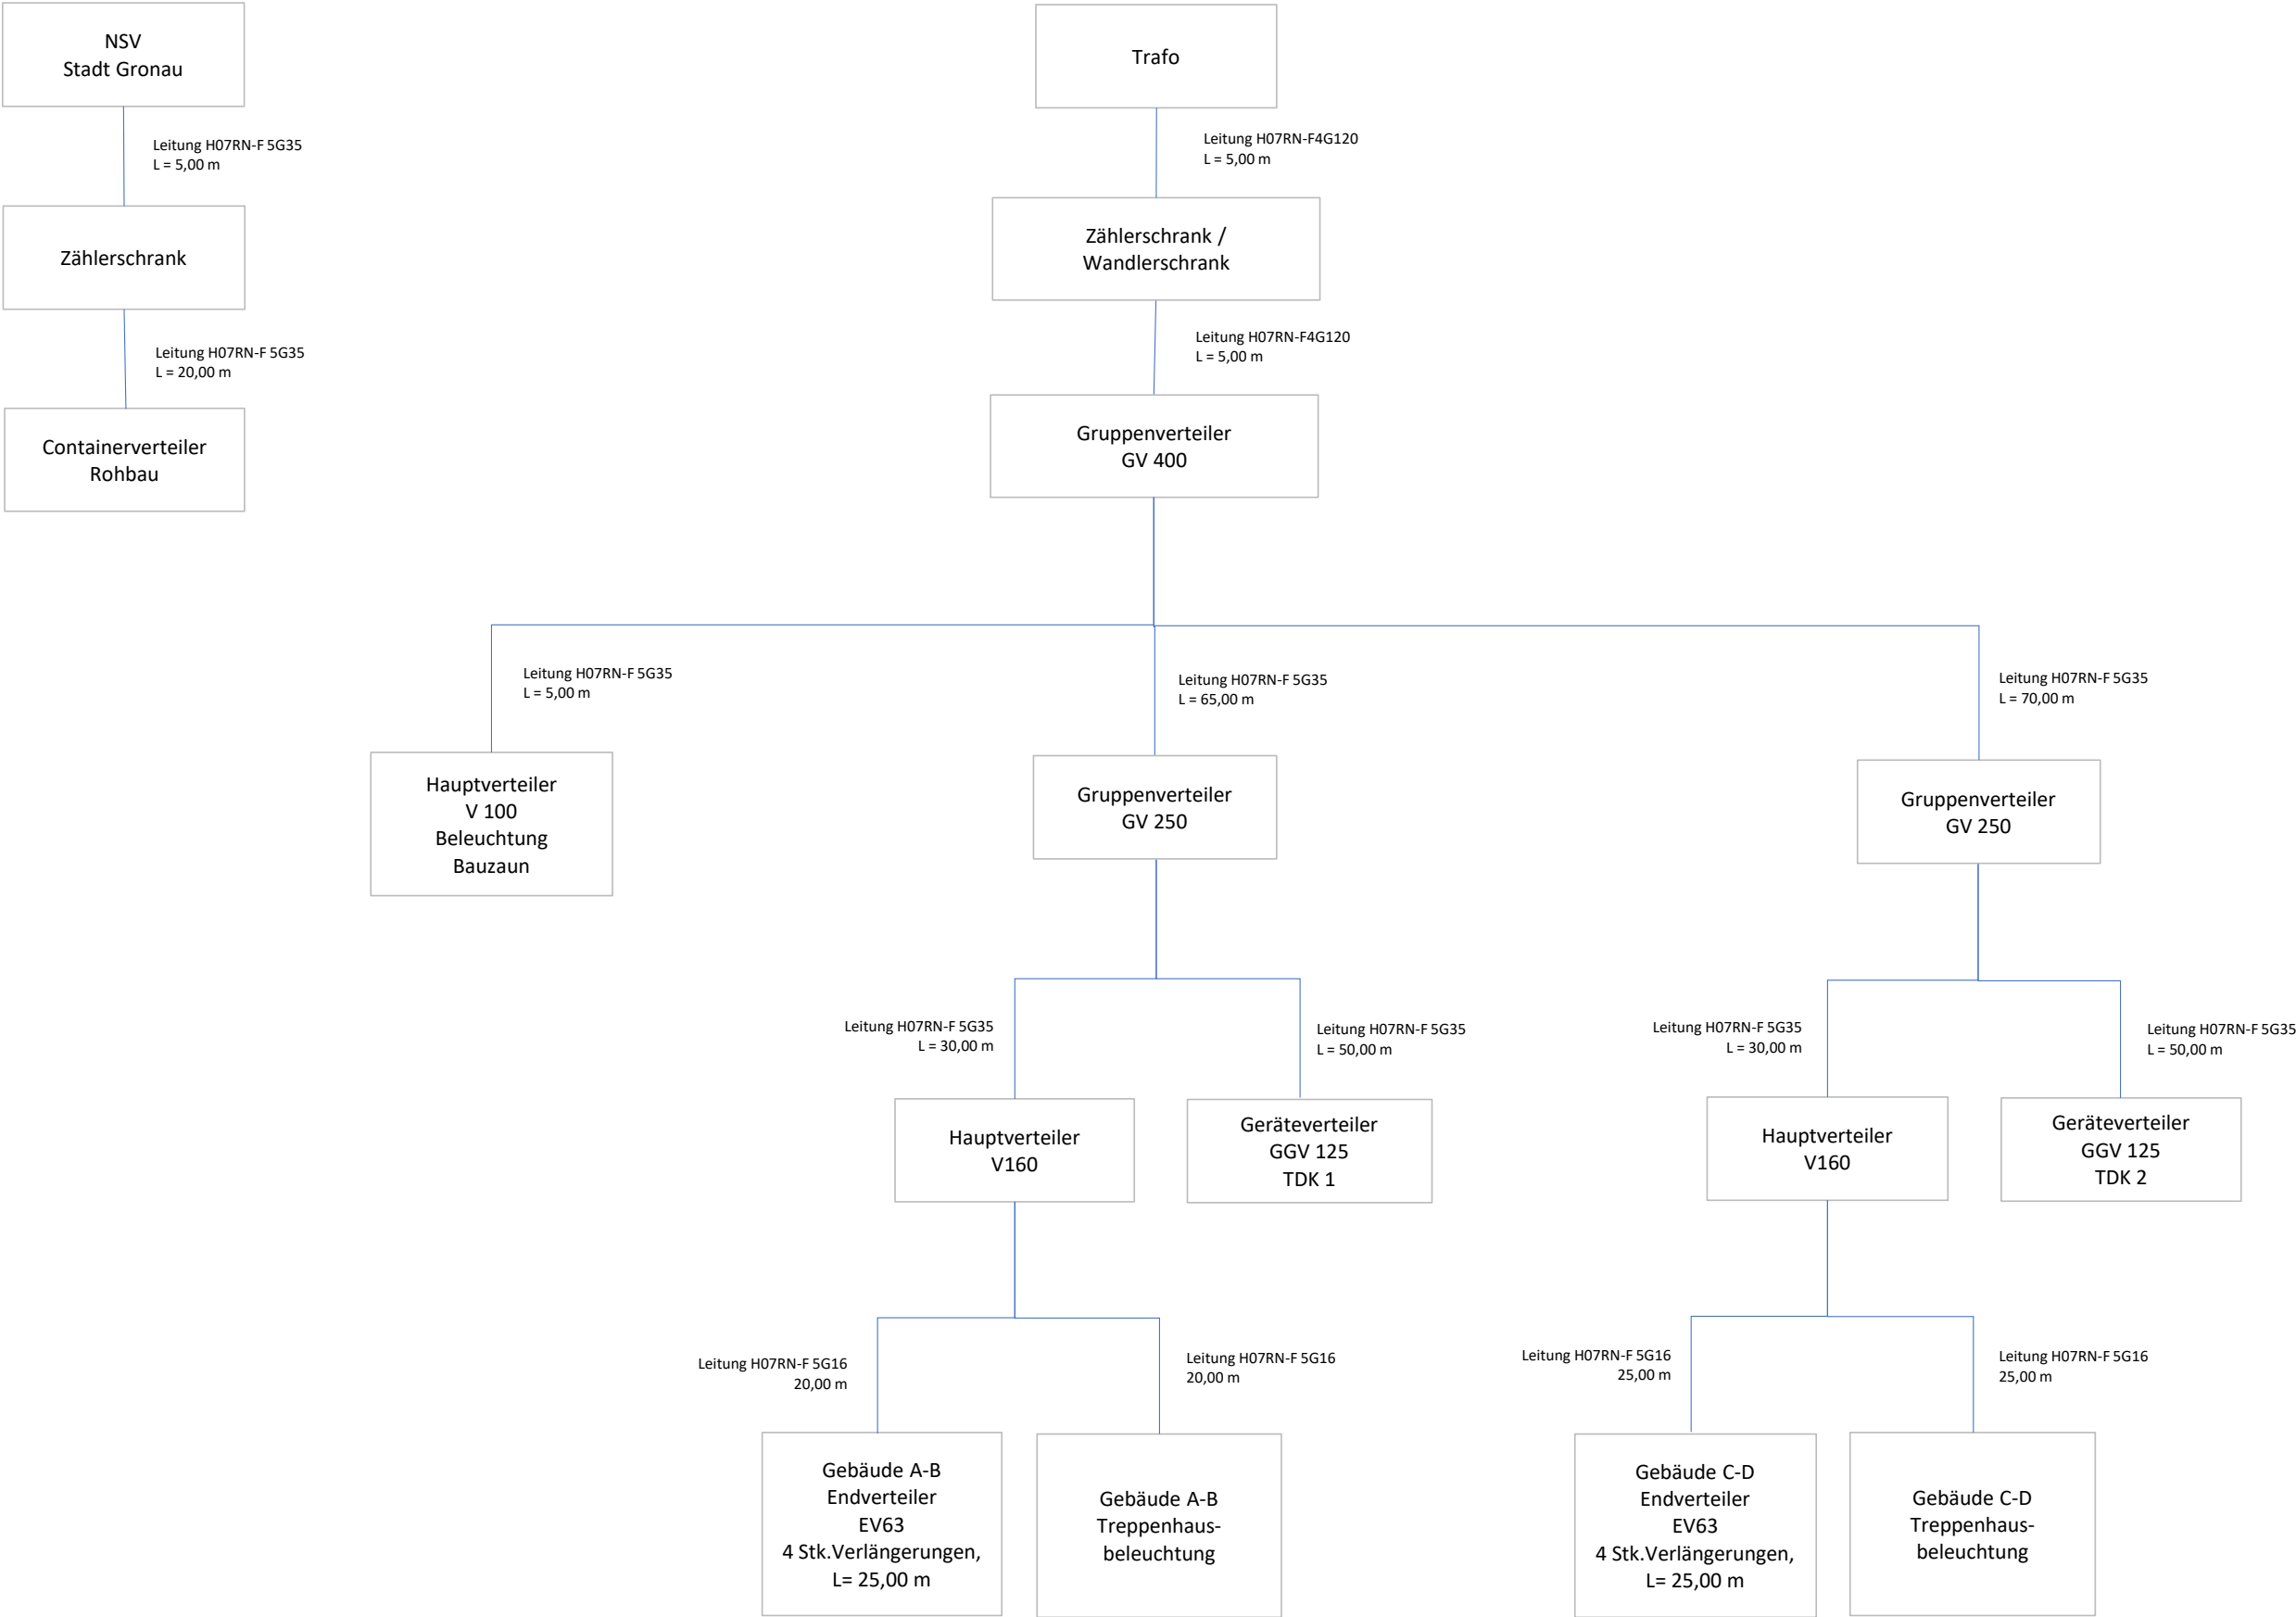 NSV
Stadt Gronau
Trafo
Leitung H07RN-F 5G35
L = 5,00 m
Leitung H07RN-F4G120
L = 5,00 m
Zählerschrank
Zählerschrank /
Wandlerschrank
Leitung H07RN-F 5G35
L = 20,00 m
Leitung H07RN-F4G120
L = 5,00 m
Containerverteiler
Rohbau
Gruppenverteiler
GV 400
Leitung H07RN-F 5G35
L = 5,00 m
Leitung H07RN-F 5G35
L = 65,00 m
Leitung H07RN-F 5G35
L = 70,00 m
Hauptverteiler
V 100
Beleuchtung
Bauzaun
Gruppenverteiler
GV 250
Gruppenverteiler
GV 250
Leitung H07RN-F 5G35
L = 30,00 m
Leitung H07RN-F 5G35
L = 50,00 m
Leitung H07RN-F 5G35
L = 30,00 m
Leitung H07RN-F 5G35
L = 50,00 m
Hauptverteiler
V160
Geräteverteiler
GGV 125
TDK 1
Hauptverteiler
V160
Geräteverteiler
GGV 125
TDK 2
Leitung H07RN-F 5G16
20,00 m
Leitung H07RN-F 5G16
20,00 m
Leitung H07RN-F 5G16
25,00 m
Leitung H07RN-F 5G16
25,00 m
Gebäude A-B
Endverteiler
EV63
4 Stk.Verlängerungen,
L= 25,00 m
Gebäude A-B
Treppenhaus-
beleuchtung
Gebäude C-D
Endverteiler
EV63
4 Stk.Verlängerungen,
L= 25,00 m
Gebäude C-D
Treppenhaus-
beleuchtung